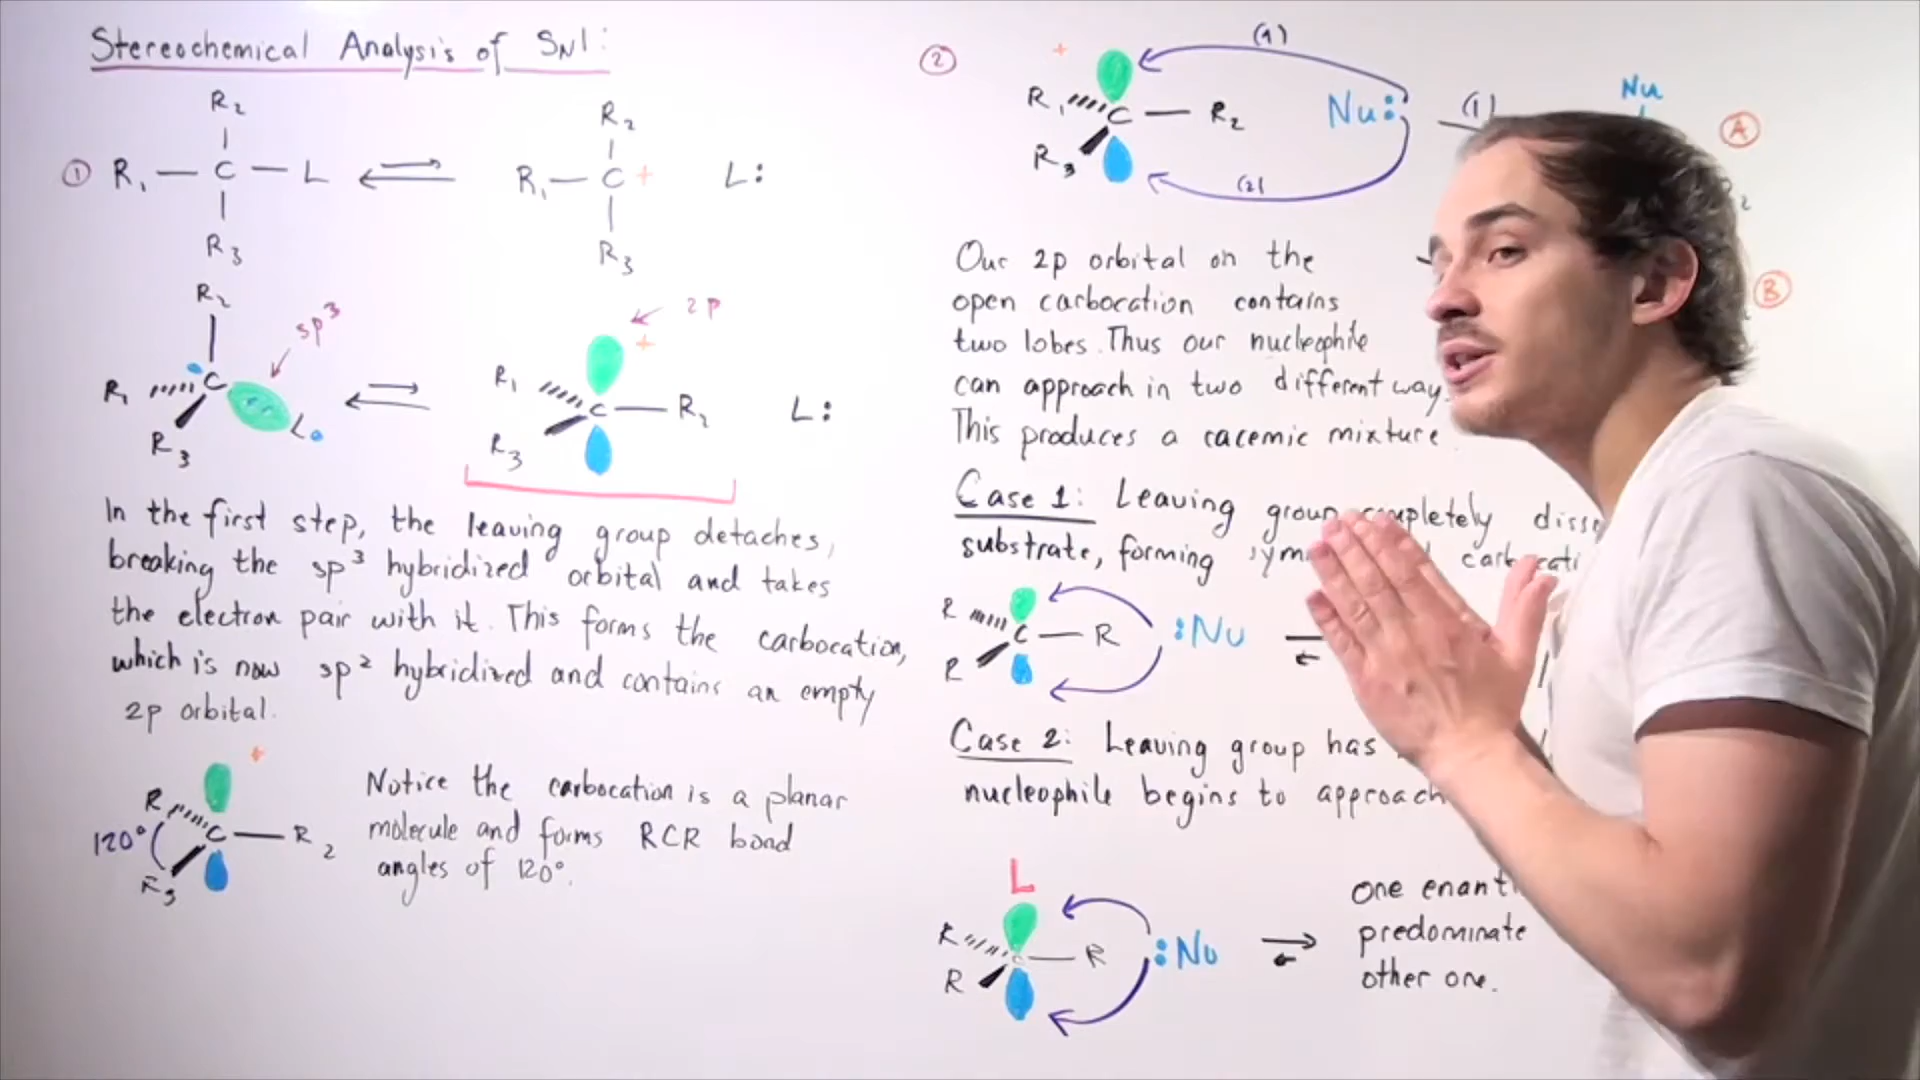 Stereochemical Analysis of SN1:
R2
① R1 — C — L
R3
R2
R1 — C +
R3
L:
R2
sp³
R1 C
R3
L
2p
+
R1 C — R2
R3
L:
In the first step, the leaving group detaches,
breaking the sp³ hybridized orbital and takes
the electron pair with it. This forms the carbocation,
which is now sp² hybridized and contains an empty
2p orbital.
+
R C — R2
120°
R3
Notice the carbocation is a planar
molecule and forms RCR bond
angles of 120°.
②
+
(1)
R1 C — R2
R3
Nu:
(2)
(1)
Nu
A
2
B
Our 2p orbital on the
open carbocation contains
two lobes. Thus our nucleophile
can approach in two different way
This produces a racemic mixture
Case 1: Leaving group completely
substrate, forming
R C — R
R
:Nu
Case 2: Leaving group has
nucleophile begins to approach
L
R C — R
R
:Nu
one
predominate
other one.